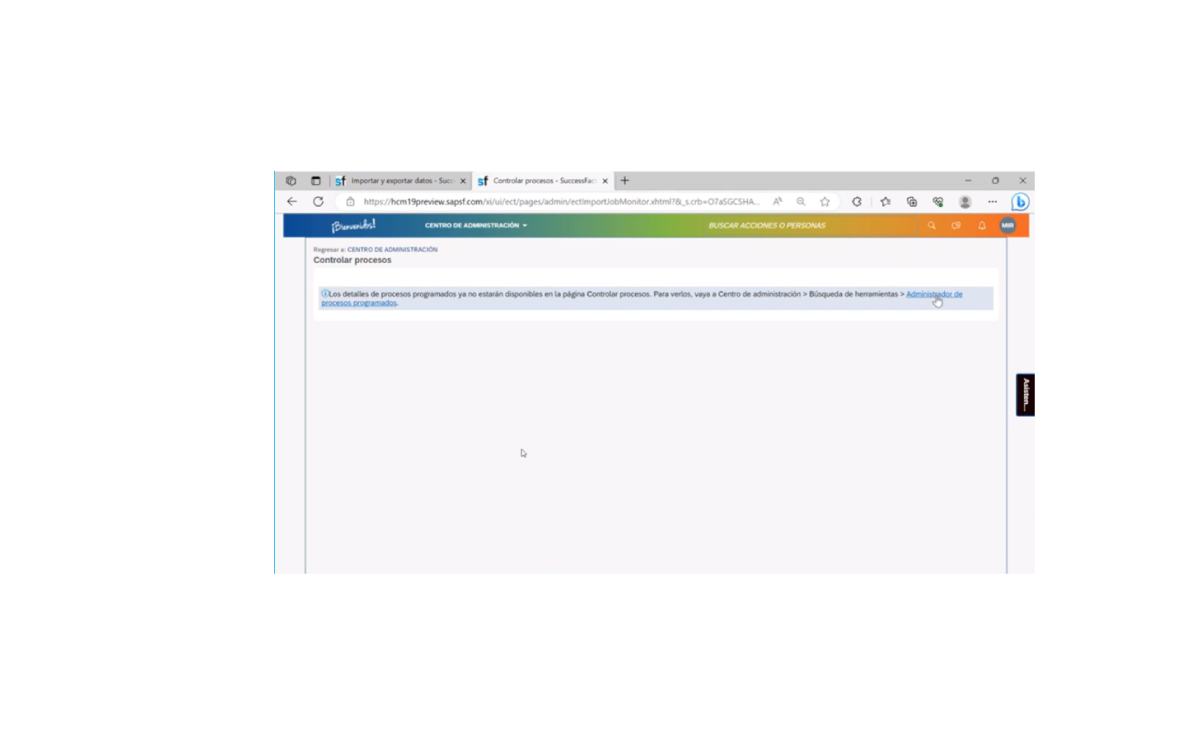 Importar y exportar datos - Succ
Controlar procesos - SuccessFac
https://hcm19preview.sapsf.com/xi/ui/ect/pages/admin/ectImportJobMonitor.xhtml?&_s.crb=O7aSGCSHA...
¡Bienvenidos!
CENTRO DE ADMINISTRACIÓN
BUSCAR ACCIONES O PERSONAS
MIR
Regresar a: CENTRO DE ADMINISTRACIÓN
Controlar procesos
Los detalles de procesos programados ya no estarán disponibles en la página Controlar procesos. Para verlos, vaya a Centro de administración > Búsqueda de herramientas > Administrador de
procesos programados.
Asisten...